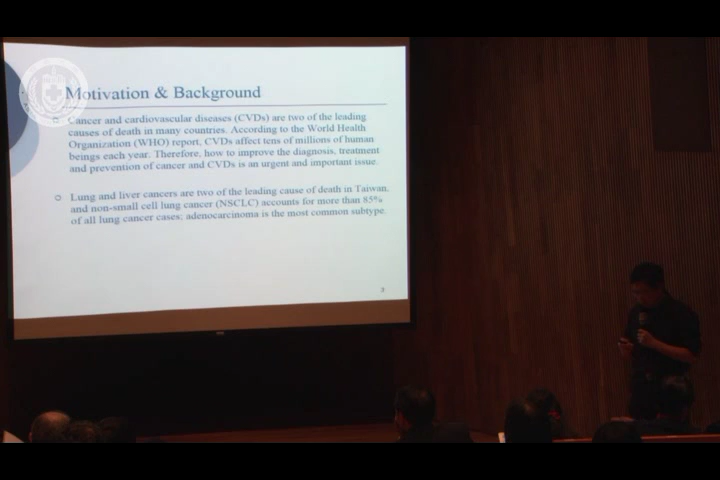 Motivation & Background
Cancer and cardiovascular diseases (CVDs) are two of the leading
causes of death in many countries. According to the World Health
Organization (WHO) report, CVDs affect tens of millions of human
beings each year. Therefore, how to improve the diagnosis, treatment
and prevention of cancer and CVDs is an urgent and important issue.
Lung and liver cancers are two of the leading cause of death in Taiwan,
and non-small cell lung cancer (NSCLC) accounts for more than 85%
of all lung cancer cases; adenocarcinoma is the most common subtype.
3